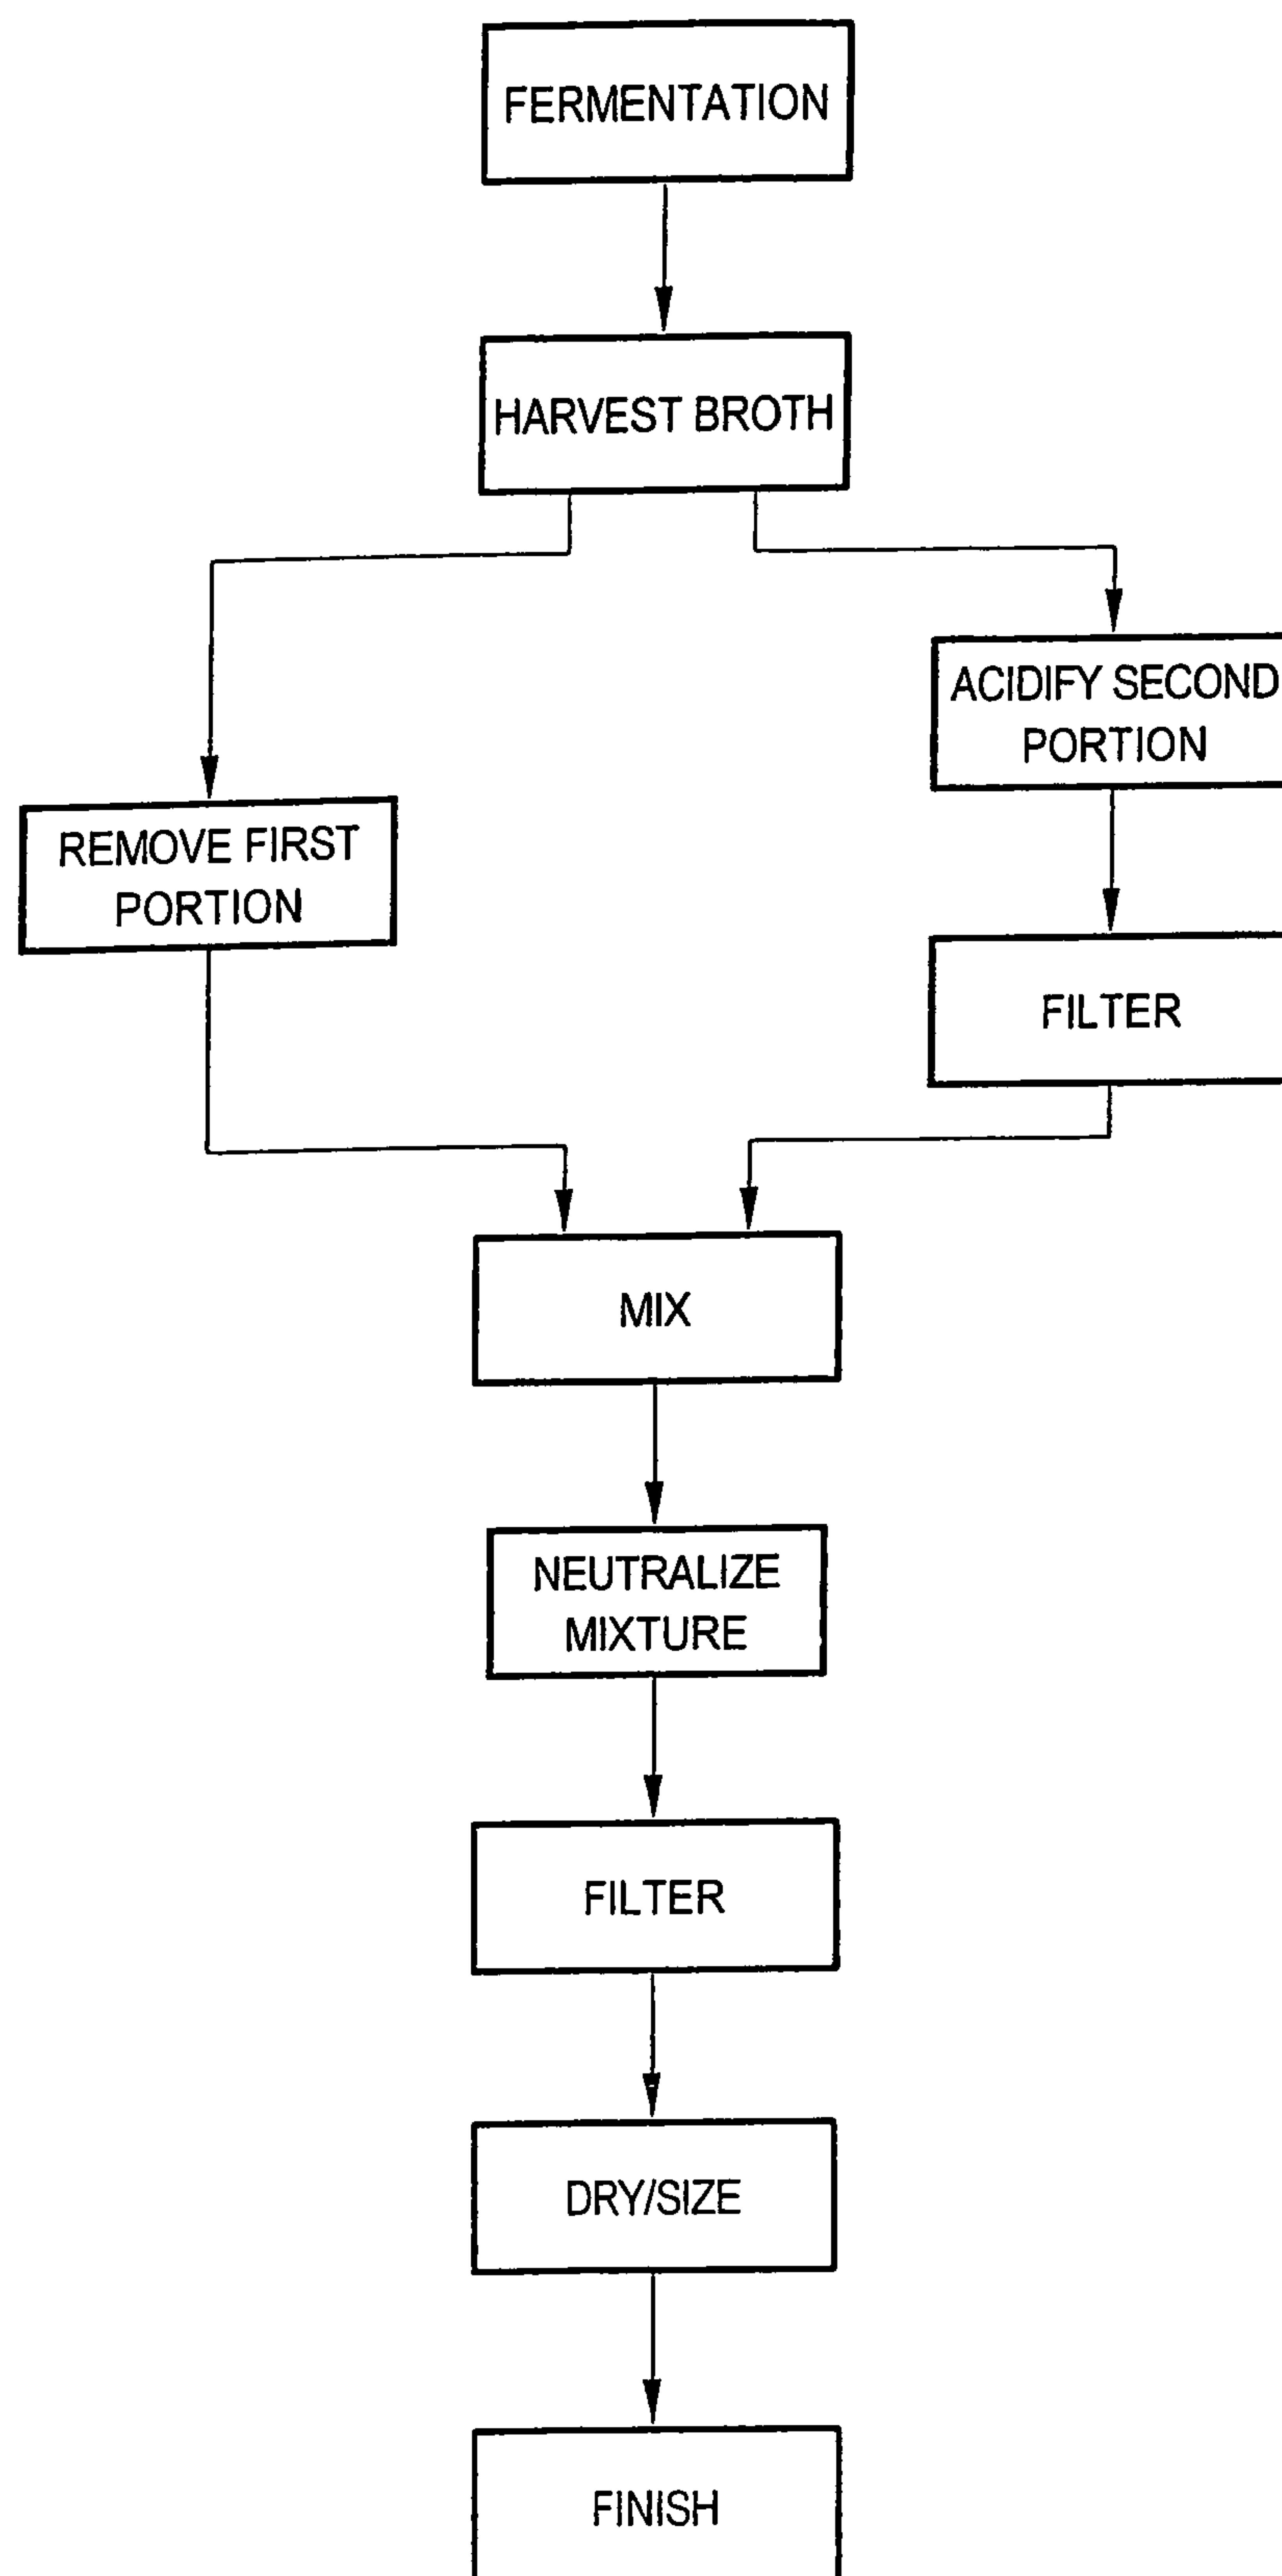 FERMENTATION
HARVEST BROTH
ACIDIFY SECOND
PORTION
REMOVE FIRST
PORTION
FILTER
MIX
NEUTRALIZE
MIXTURE
FILTER
DRY/SIZE
FINISH